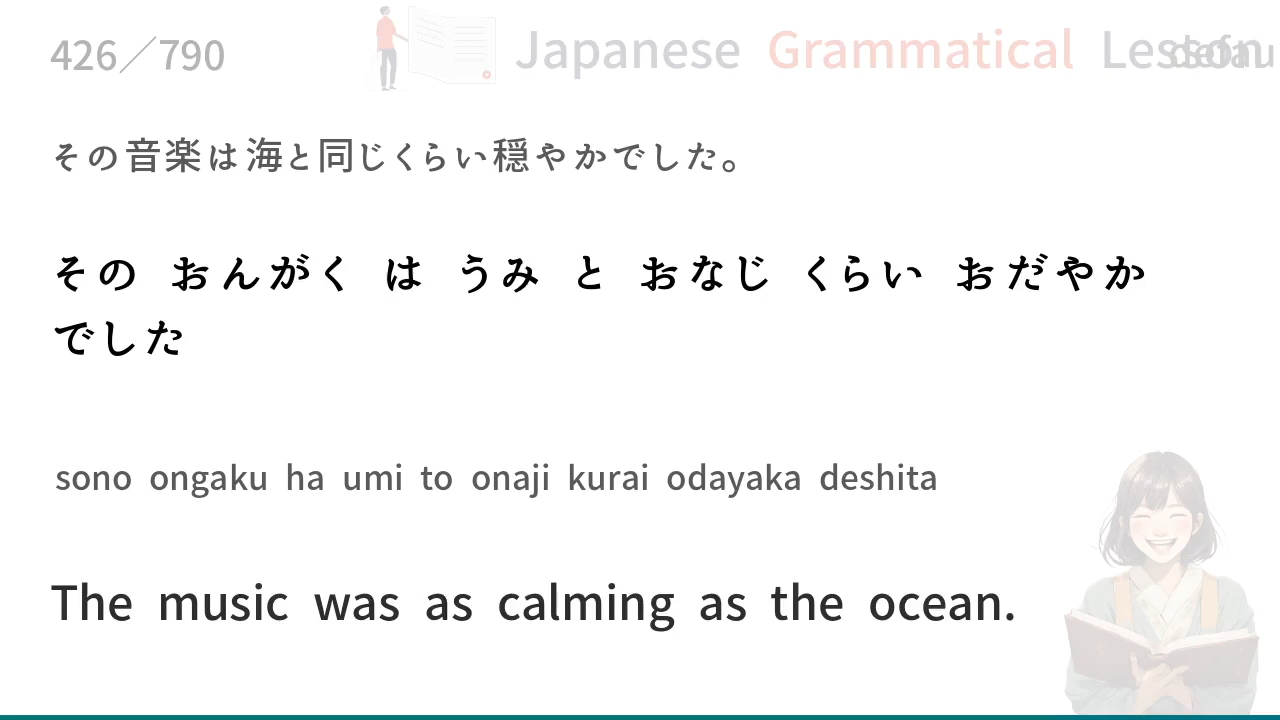 426／790
Japanese Grammatical Lesson
defau
その音楽は海と同じくらい穏やかでした。
その おんがく は うみ と おなじ くらい おだやか
でした
sono ongaku ha umi to onaji kurai odayaka deshita
The music was as calming as the ocean.